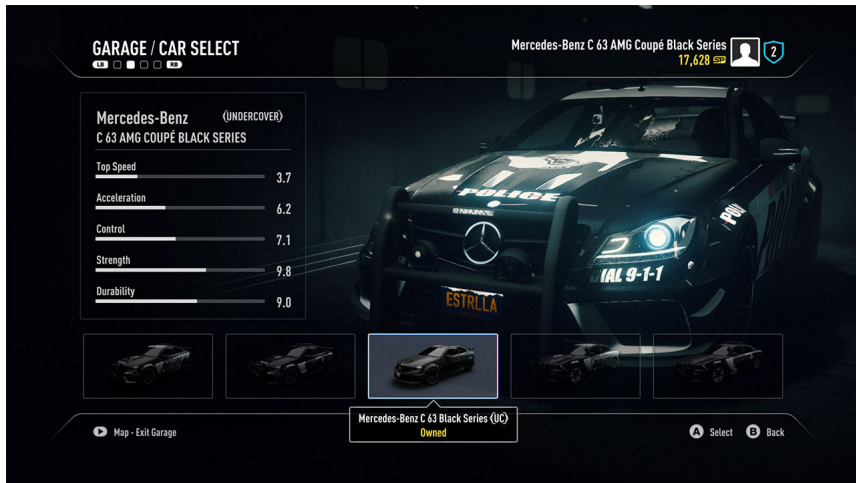 GARAGE / CAR SELECT
LB RB
Mercedes-Benz C 63 AMG Coupé Black Series
17,628 SP
2
Mercedes-Benz (UNDERCOVER)
C 63 AMG COUPÉ BLACK SERIES
Top Speed
3.7
Acceleration
6.2
Control
7.1
Strength
9.8
Durability
9.0
POLICE
POLI
IAL 9-1-1
ESTRLLA
Mercedes-Benz C 63 Black Series (UC)
Owned
Map - Exit Garage
A Select B Back